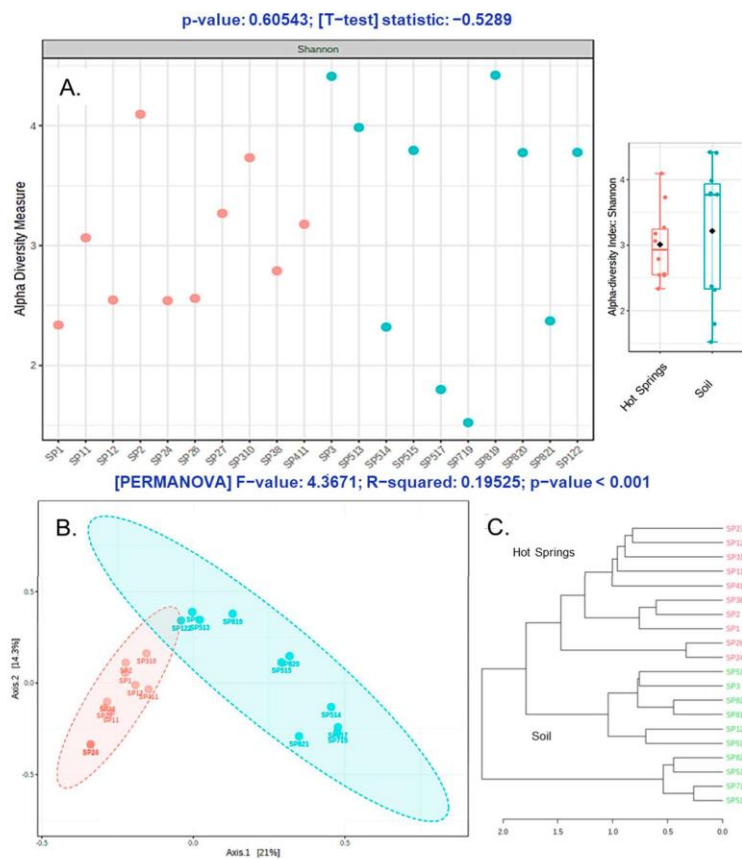 p-value: 0.60543; [T-test] statistic: −0.5289
Shannon
A.
Alpha Diversity Measure
4
3
2
SP1
SP11
SP12
SP2
SP24
SP26
SP27
SP310
SP38
SP411
SP3
SP513
SP514
SP515
SP517
SP719
SP819
SP820
SP821
SP122
Alpha-diversity Index: Shannon
4
3
2
Hot Springs
Soil
[PERMANOVA] F-value: 4.3671; R-squared: 0.19525; p-value < 0.001
B.
Axis.2 [14.3%]
0.5
0.0
-0.5
SP122
SP513
SP819
SP820
SP515
SP514
SP719
SP821
SP310
SP2
SP1
SP12
SP411
SP11
SP26
0.0
0.5
Axis.1 [21%]
C.
Hot Springs
Soil
SP1
SP2
SP3
2.0
1.5
1.0
0.5
0.0